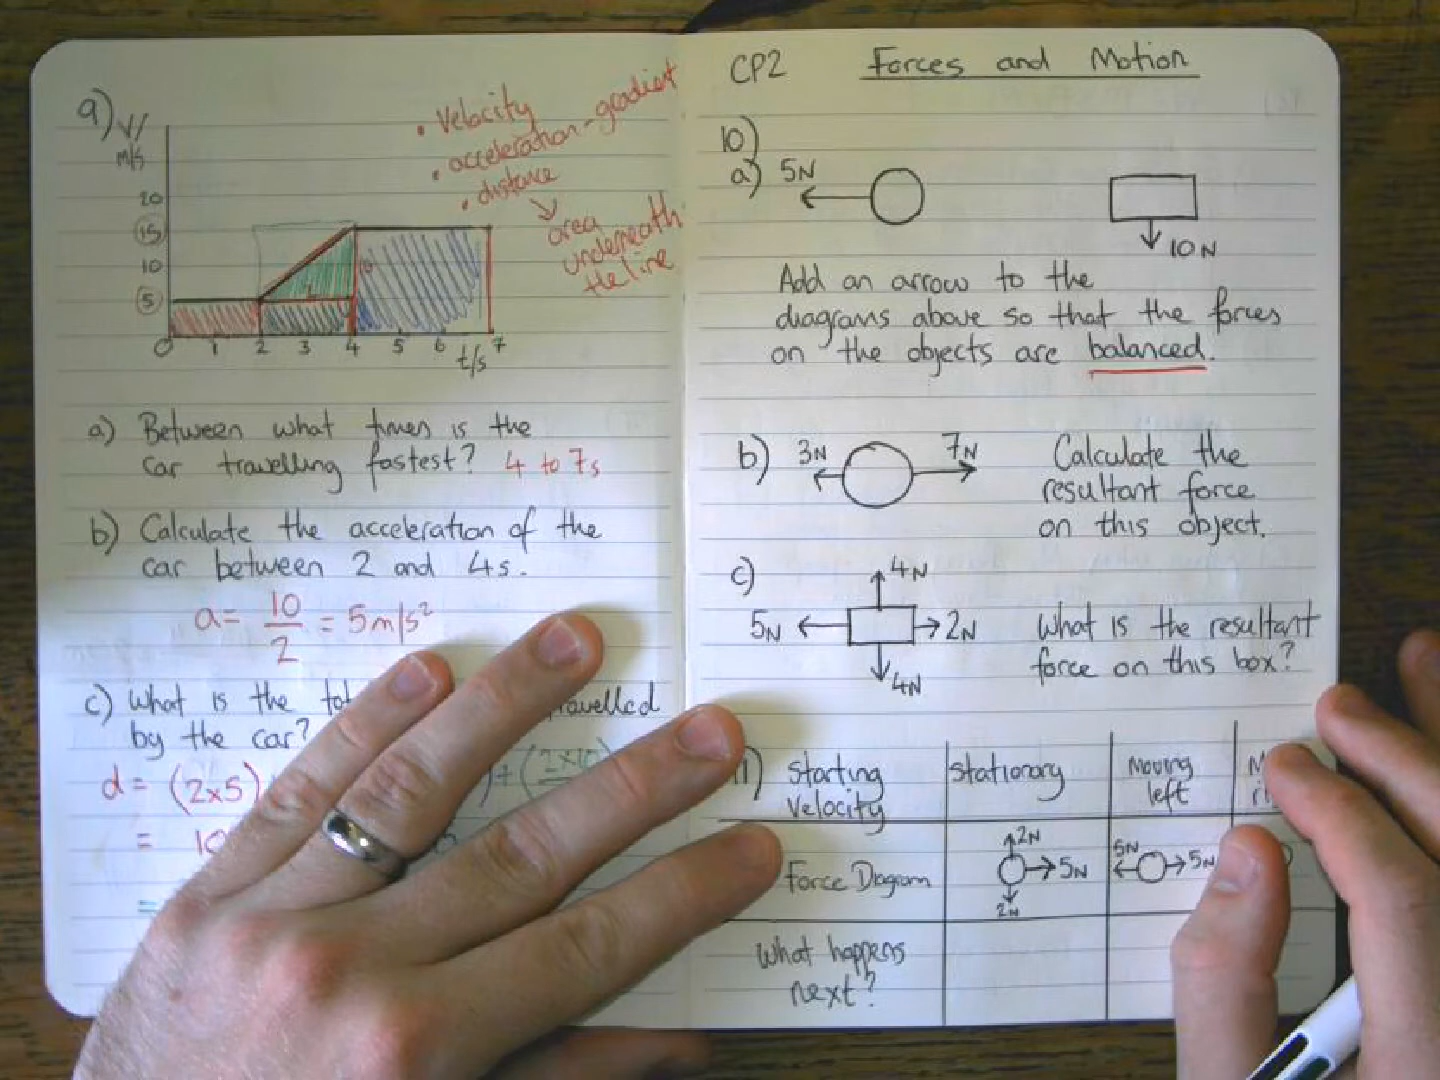 9) V/
m/s
20
15
10
5
0 1 2 3 4 5 6 7
t/s
10
• Velocity
• acceleration - gradient
• distance
area
underneath
the line
a) Between what times is the
car travelling fastest? 4 to 7s
b) Calculate the acceleration of the
car between 2 and 4s.
a = 10/2 = 5m/s²
c) What is the
by the car?
d = (2x5)
) + (2x10
= 10
=
CP2 Forces and Motion
10)
a) 5N
10N
Add an arrow to the
diagrams above so that the forces
on the objects are balanced.
b) 3N 7N
Calculate the
resultant force
on this object.
c) 4N
5N 2N
4N
What is the resultant
force on this box?
Starting
Velocity
Stationary
Moving
left
Force Diagram
2N
5N
2N
5N 5N
What happens
next?